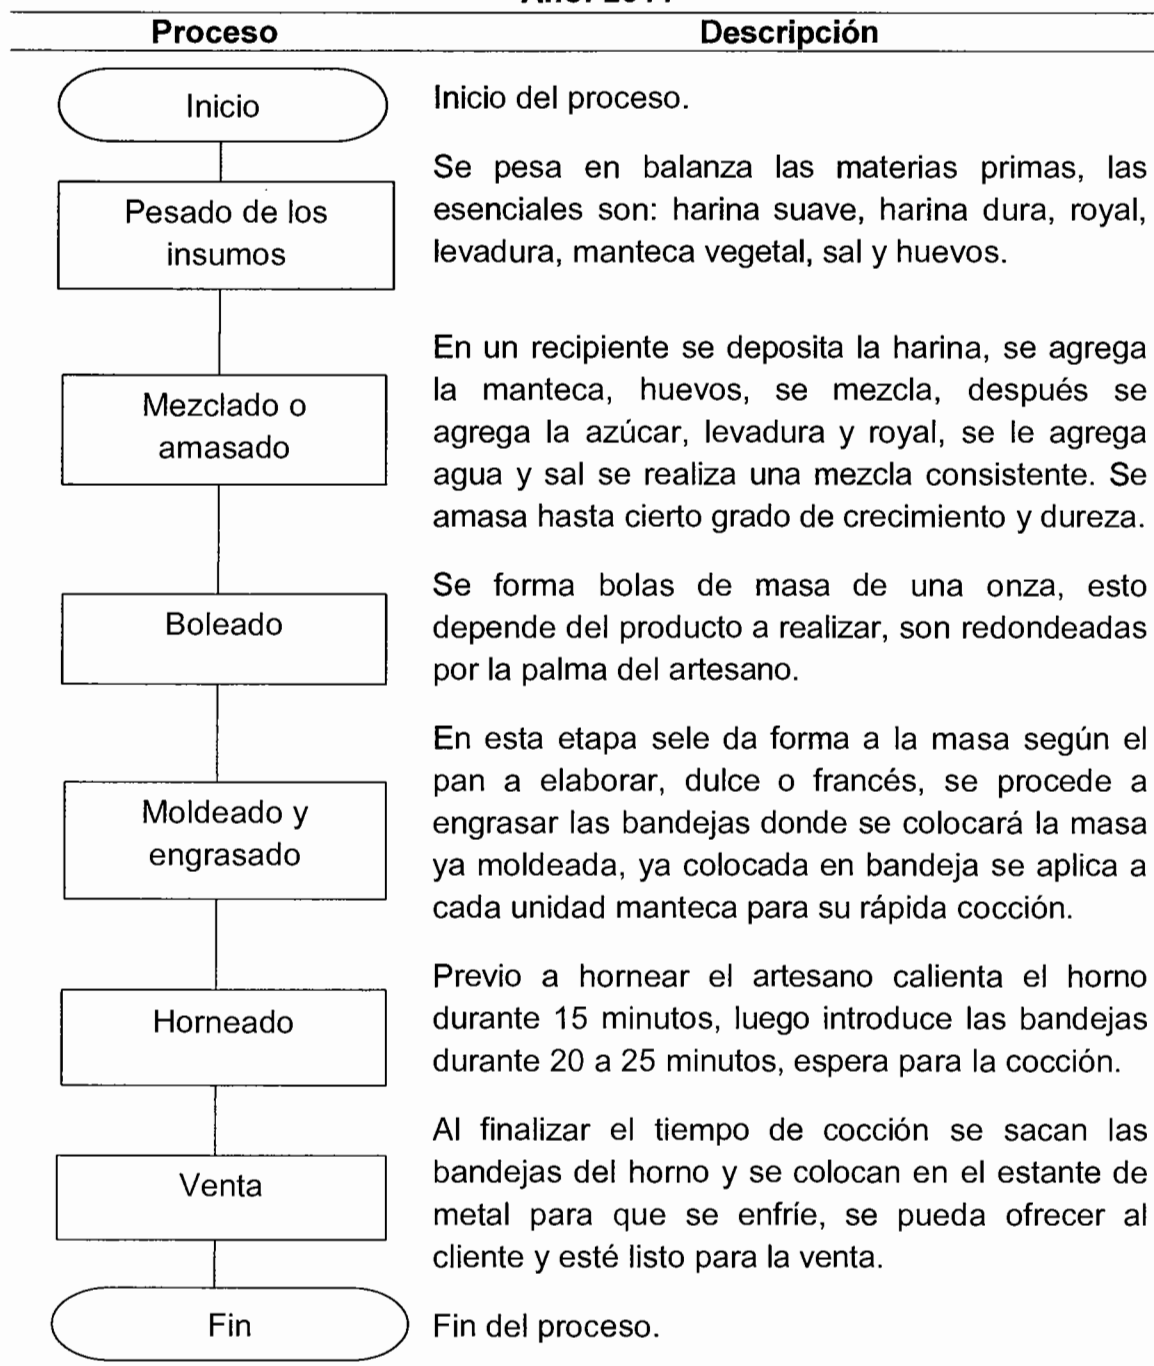 Proceso Descripción
Inicio
Inicio del proceso.
Pesado de los
insumos
Se pesa en balanza las materias primas, las
esenciales son: harina suave, harina dura, royal,
levadura, manteca vegetal, sal y huevos.
Mezclado o
amasado
En un recipiente se deposita la harina, se agrega
la manteca, huevos, se mezcla, después se
agrega la azúcar, levadura y royal, se le agrega
agua y sal se realiza una mezcla consistente. Se
amasa hasta cierto grado de crecimiento y dureza.
Boleado
Se forma bolas de masa de una onza, esto
depende del producto a realizar, son redondeadas
por la palma del artesano.
Moldeado y
engrasado
En esta etapa sele da forma a la masa según el
pan a elaborar, dulce o francés, se procede a
engrasar las bandejas donde se colocará la masa
ya moldeada, ya colocada en bandeja se aplica a
cada unidad manteca para su rápida cocción.
Horneado
Previo a hornear el artesano calienta el horno
durante 15 minutos, luego introduce las bandejas
durante 20 a 25 minutos, espera para la cocción.
Venta
Al finalizar el tiempo de cocción se sacan las
bandejas del horno y se colocan en el estante de
metal para que se enfríe, se pueda ofrecer al
cliente y esté listo para la venta.
Fin
Fin del proceso.